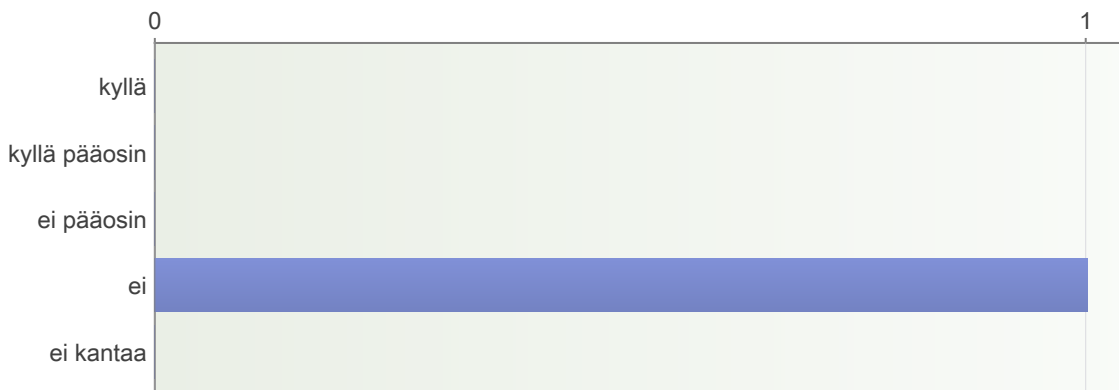 0 1
kyllä
kyllä pääosin
ei pääosin
ei
ei kantaa